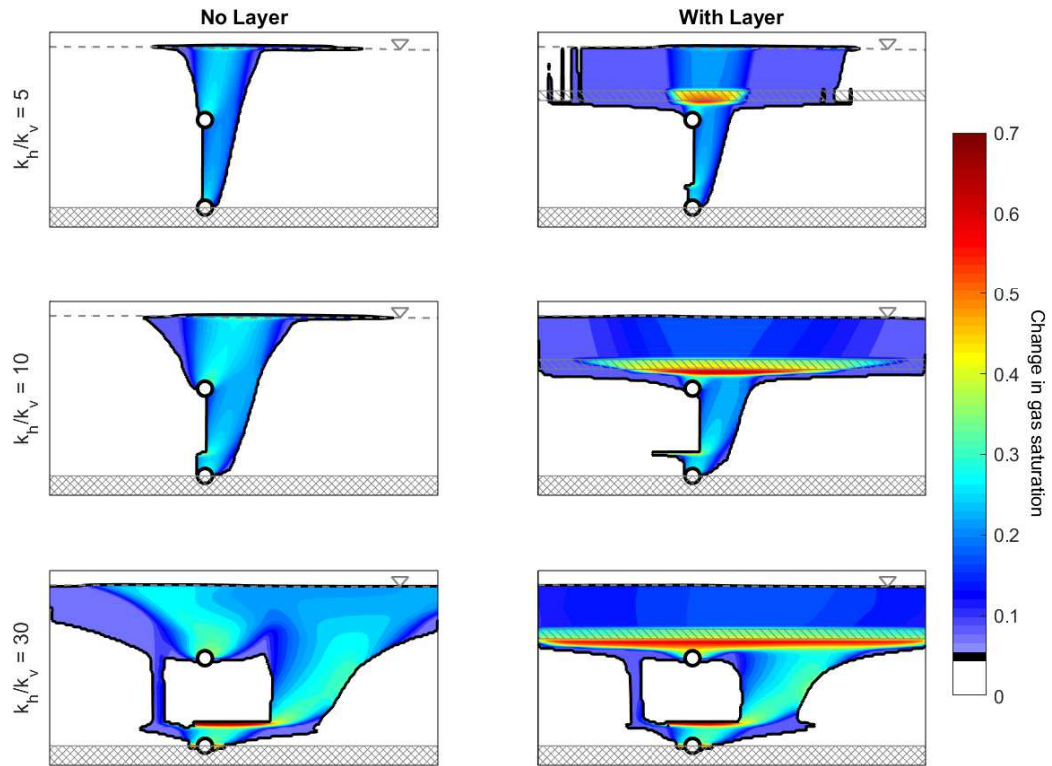 No Layer
With Layer
k_h/k_v = 5
k_h/k_v = 10
k_h/k_v = 30
0.7
0.6
0.5
0.4
0.3
0.2
0.1
0
Change in gas saturation